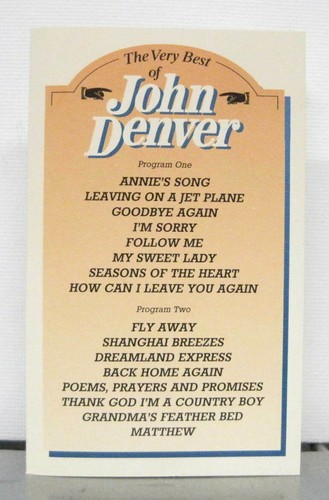 The Very Best
of
John
Denver
Program One
ANNIE'S SONG
LEAVING ON A JET PLANE
GOODBYE AGAIN
I'M SORRY
FOLLOW ME
MY SWEET LADY
SEASONS OF THE HEART
HOW CAN I LEAVE YOU AGAIN
Program Two
FLY AWAY
SHANGHAI BREEZES
DREAMLAND EXPRESS
BACK HOME AGAIN
POEMS, PRAYERS AND PROMISES
THANK GOD I'M A COUNTRY BOY
GRANDMA'S FEATHER BED
MATTHEW